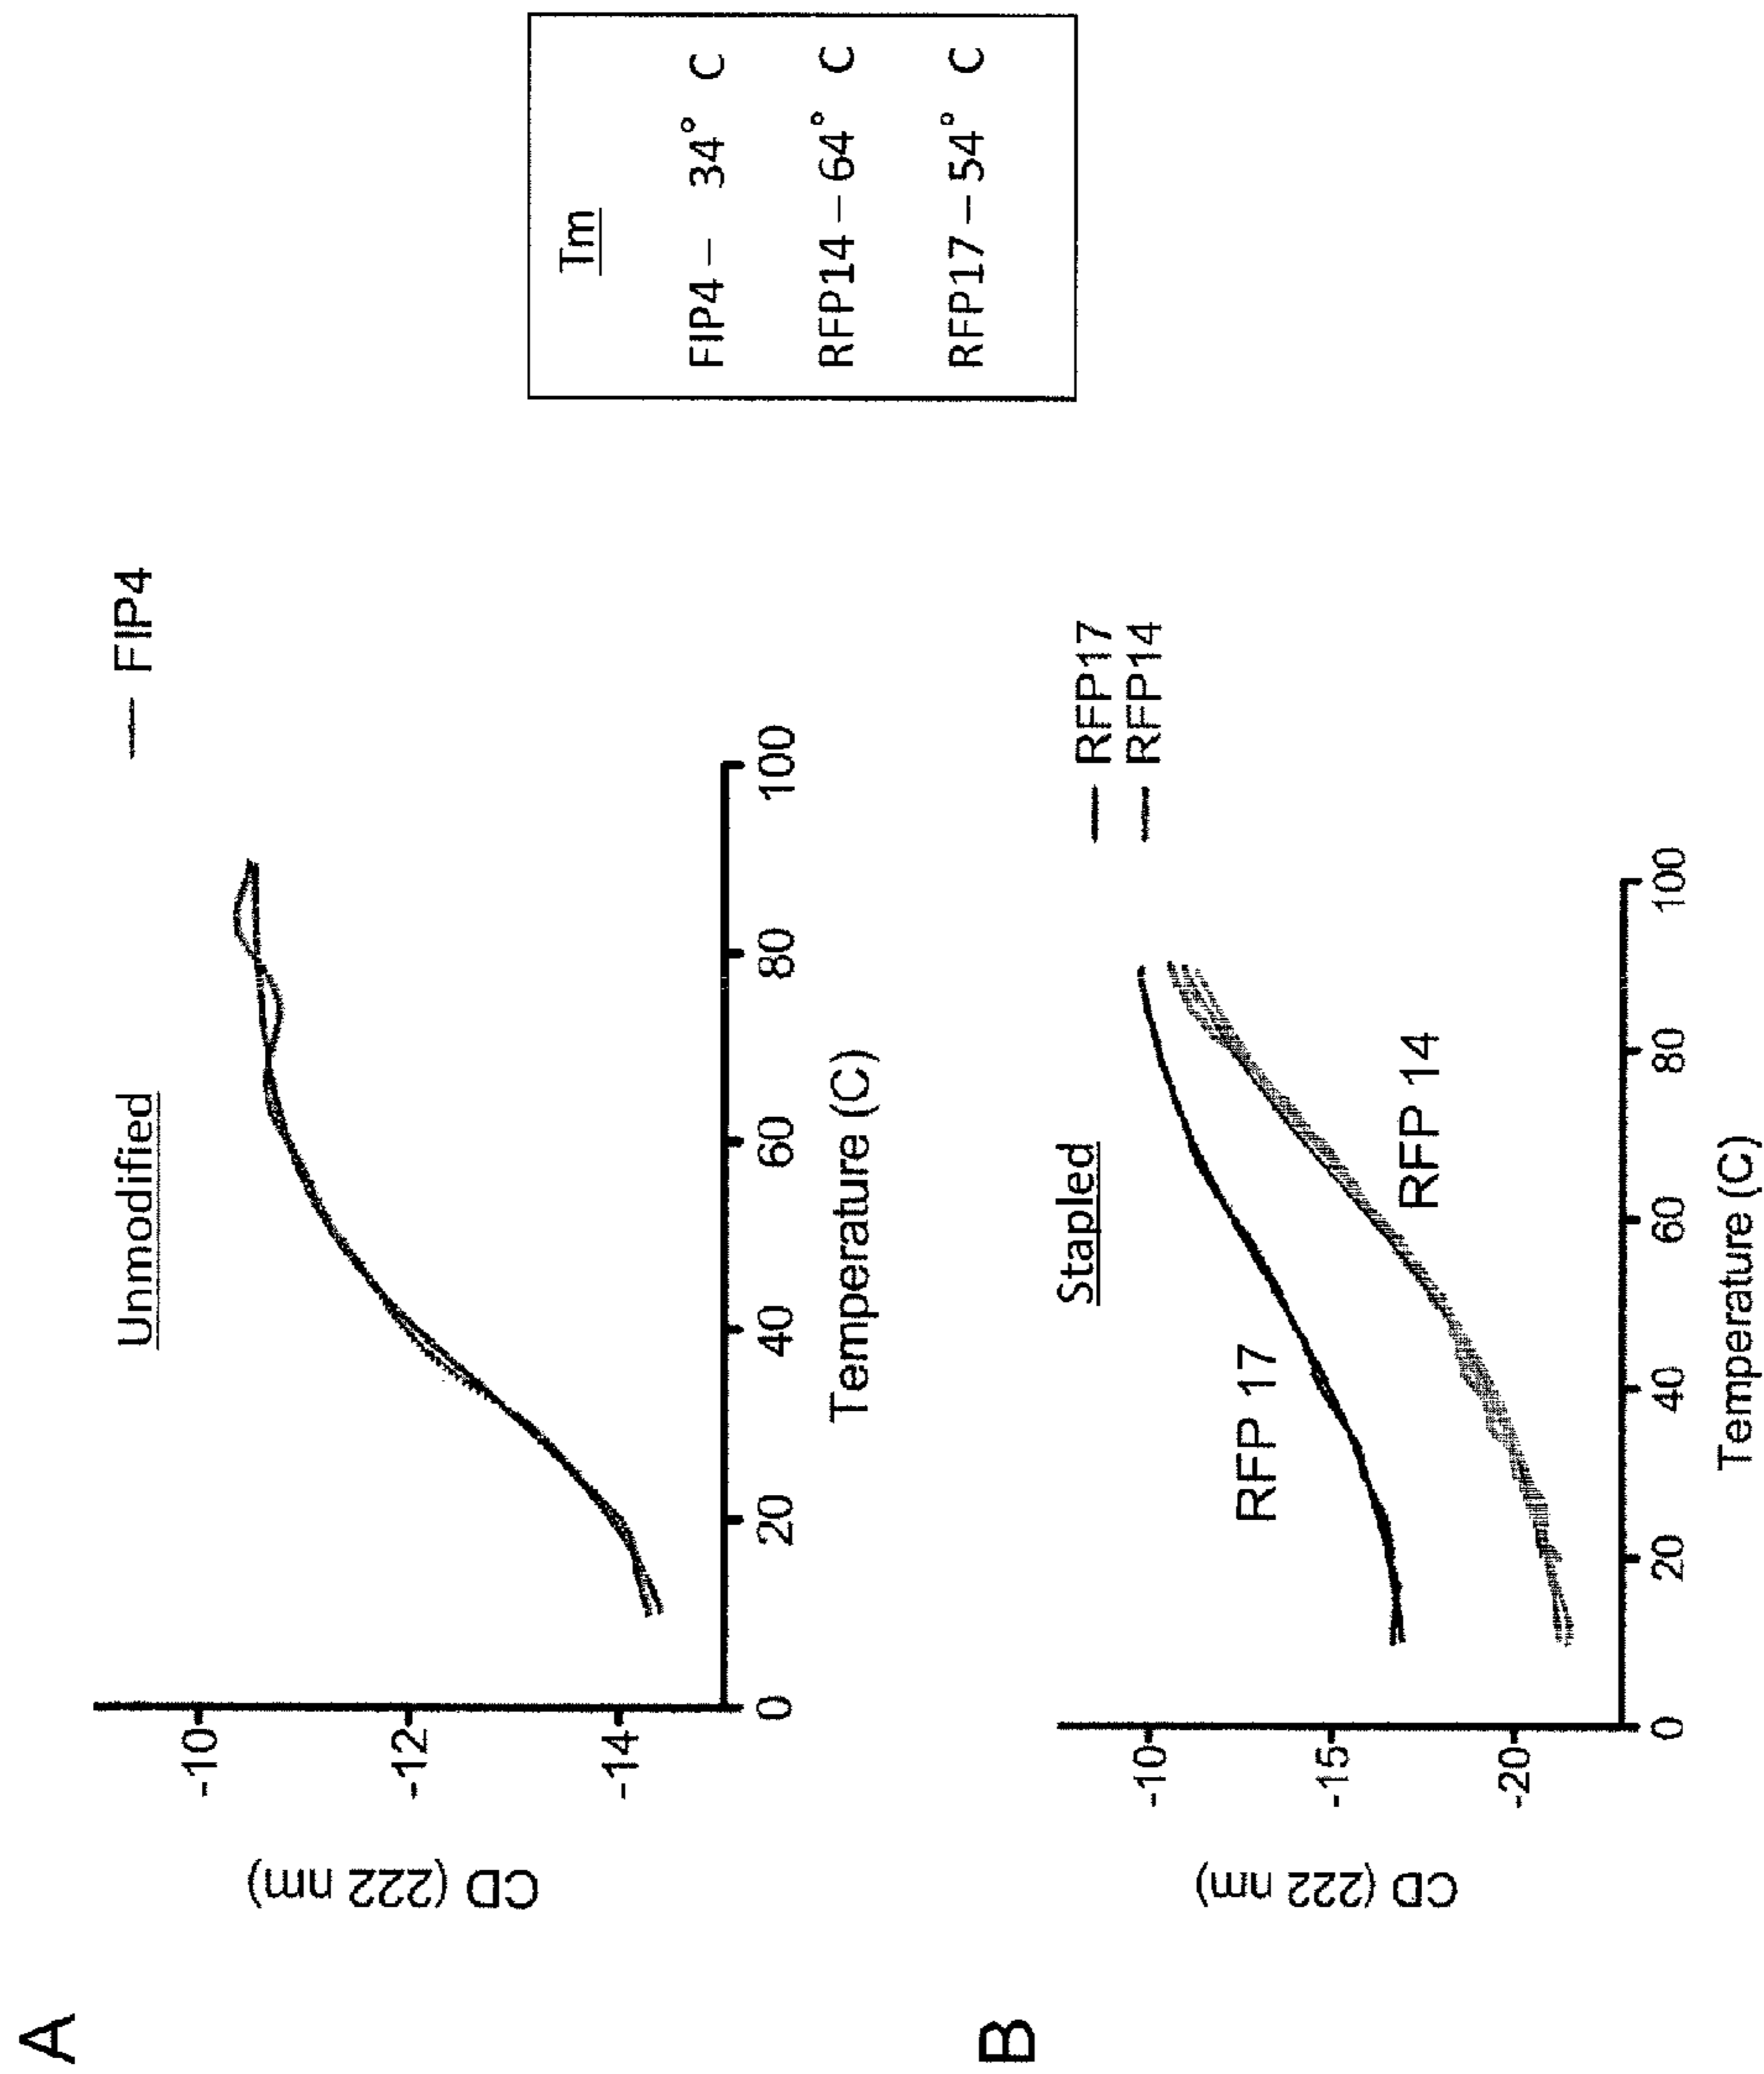 A
Unmodified
— FIP4
CD (222 nm)
-10
-12
-14
0 20 40 60 80 100
Temperature (C)
Tm
FIP4 – 34° C
RFP14 – 64° C
RFP17 – 54° C
B
Stapled
— RFP17
— RFP14
CD (222 nm)
-10
-15
-20
RFP 17
RFP 14
0 20 40 60 80 100
Temperature (C)